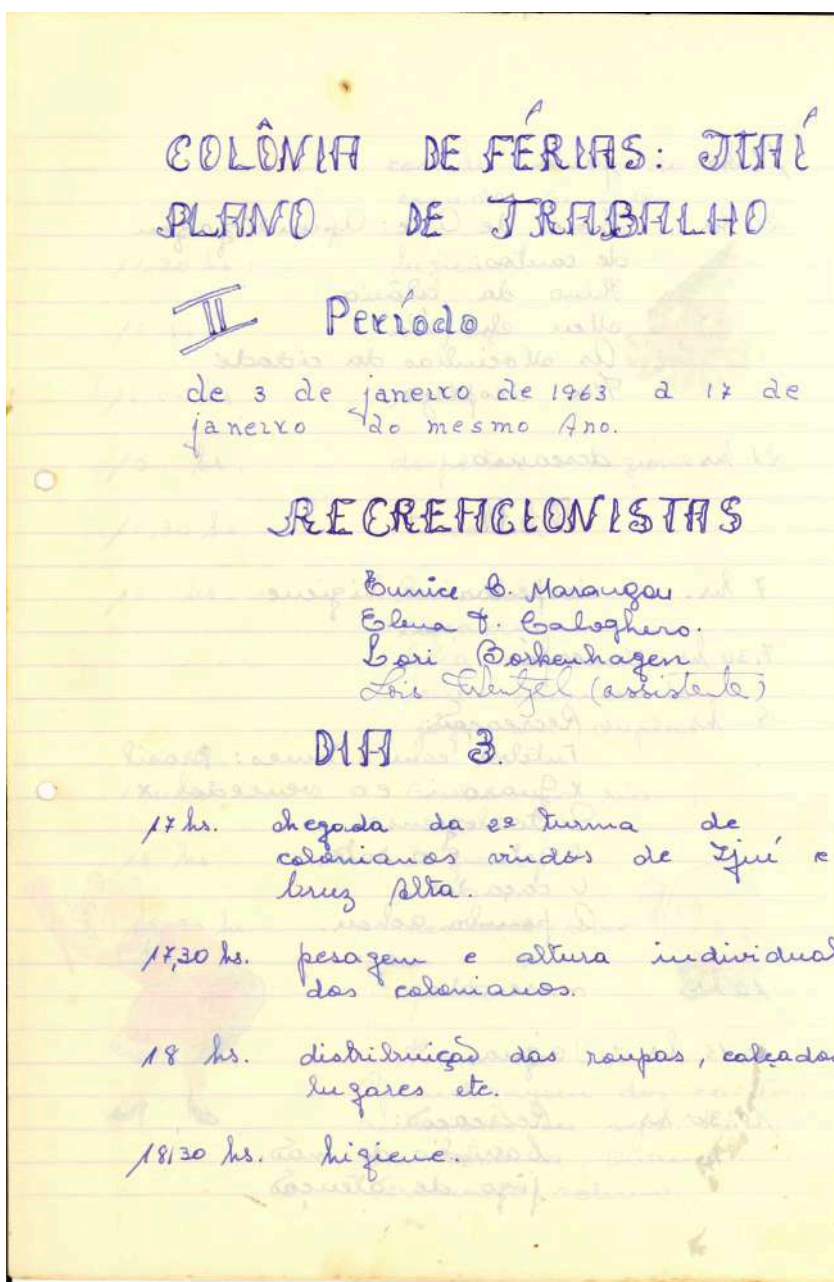 COLÔNIA DE FÉRIAS: ITAÍ
PLANO DE TRABALHO
II Período
de 3 de janeiro de 1963 a 17 de
janeiro do mesmo Ano.
RECREACIONISTAS
Eunice C. Marangon
Elena T. Caloghero.
Lori Borkenhagen
Lois Wentzel (assistente)
DIA 3.
17 hs. chegada da 2ª turma de
colonianos vindos de Ijuí e
Cruz Alta.
17,30 hs. pesagem e altura individual
dos colonianos.
18 hs. distribuição das roupas, calçados
lugares etc.
18,30 hs. higiene.